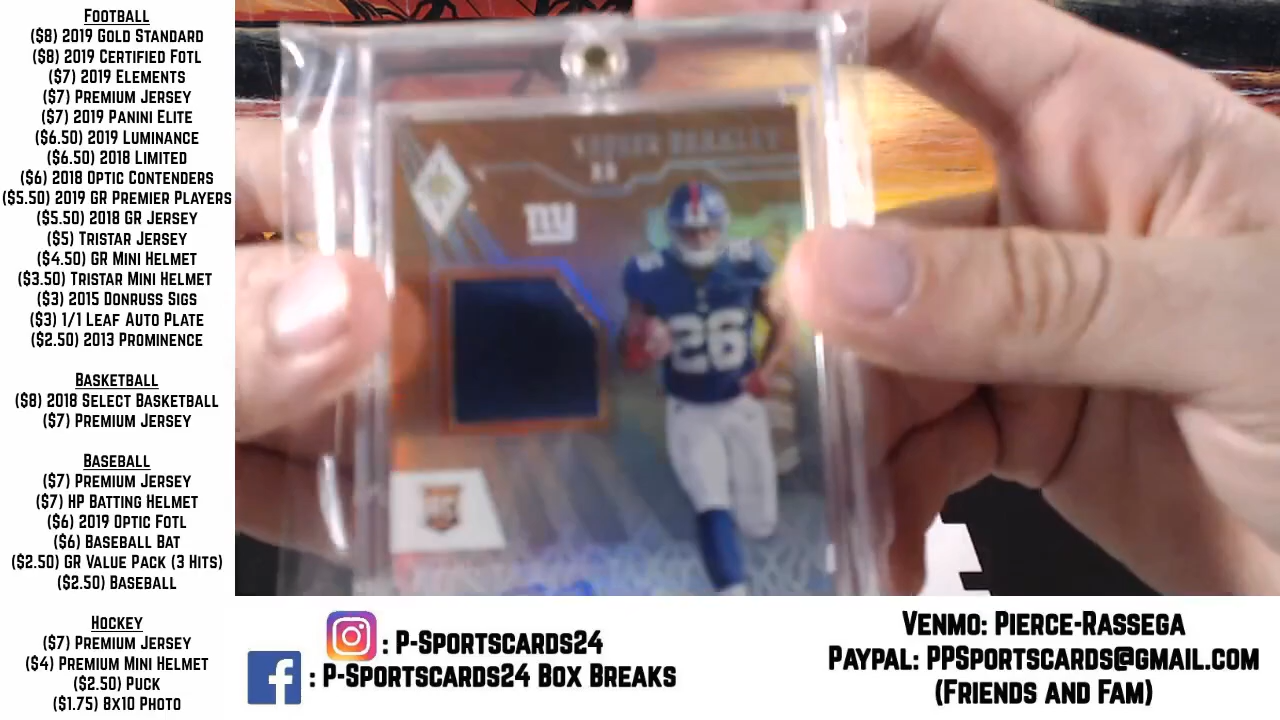 Football
($8) 2019 Gold Standard
($8) 2019 Certified FOTL
($7) 2019 Elements
($7) Premium Jersey
($7) 2019 Panini Elite
($6.50) 2019 Luminance
($6.50) 2018 Limited
($6) 2018 Optic Contenders
($5.50) 2019 GR Premier Players
($5.50) 2018 GR Jersey
($5) Tristar Jersey
($4.50) GR Mini Helmet
($3.50) Tristar Mini Helmet
($3) 2015 Donruss Sigs
($3) 1/1 Leaf Auto Plate
($2.50) 2013 Prominence
Basketball
($8) 2018 Select Basketball
($7) Premium Jersey
Baseball
($7) Premium Jersey
($7) HP Batting Helmet
($6) 2019 Optic FOTL
($6) Baseball Bat
($2.50) GR Value Pack (3 Hits)
($2.50) Baseball
Hockey
($7) Premium Jersey
($4) Premium Mini Helmet
($2.50) Puck
($1.75) 8x10 Photo
BARKLEY
RB
ny
26
: P-Sportscards24
: P-Sportscards24 Box Breaks
Venmo: Pierce-Rassega
PayPal: PPSportscards@gmail.com
(Friends and Fam)